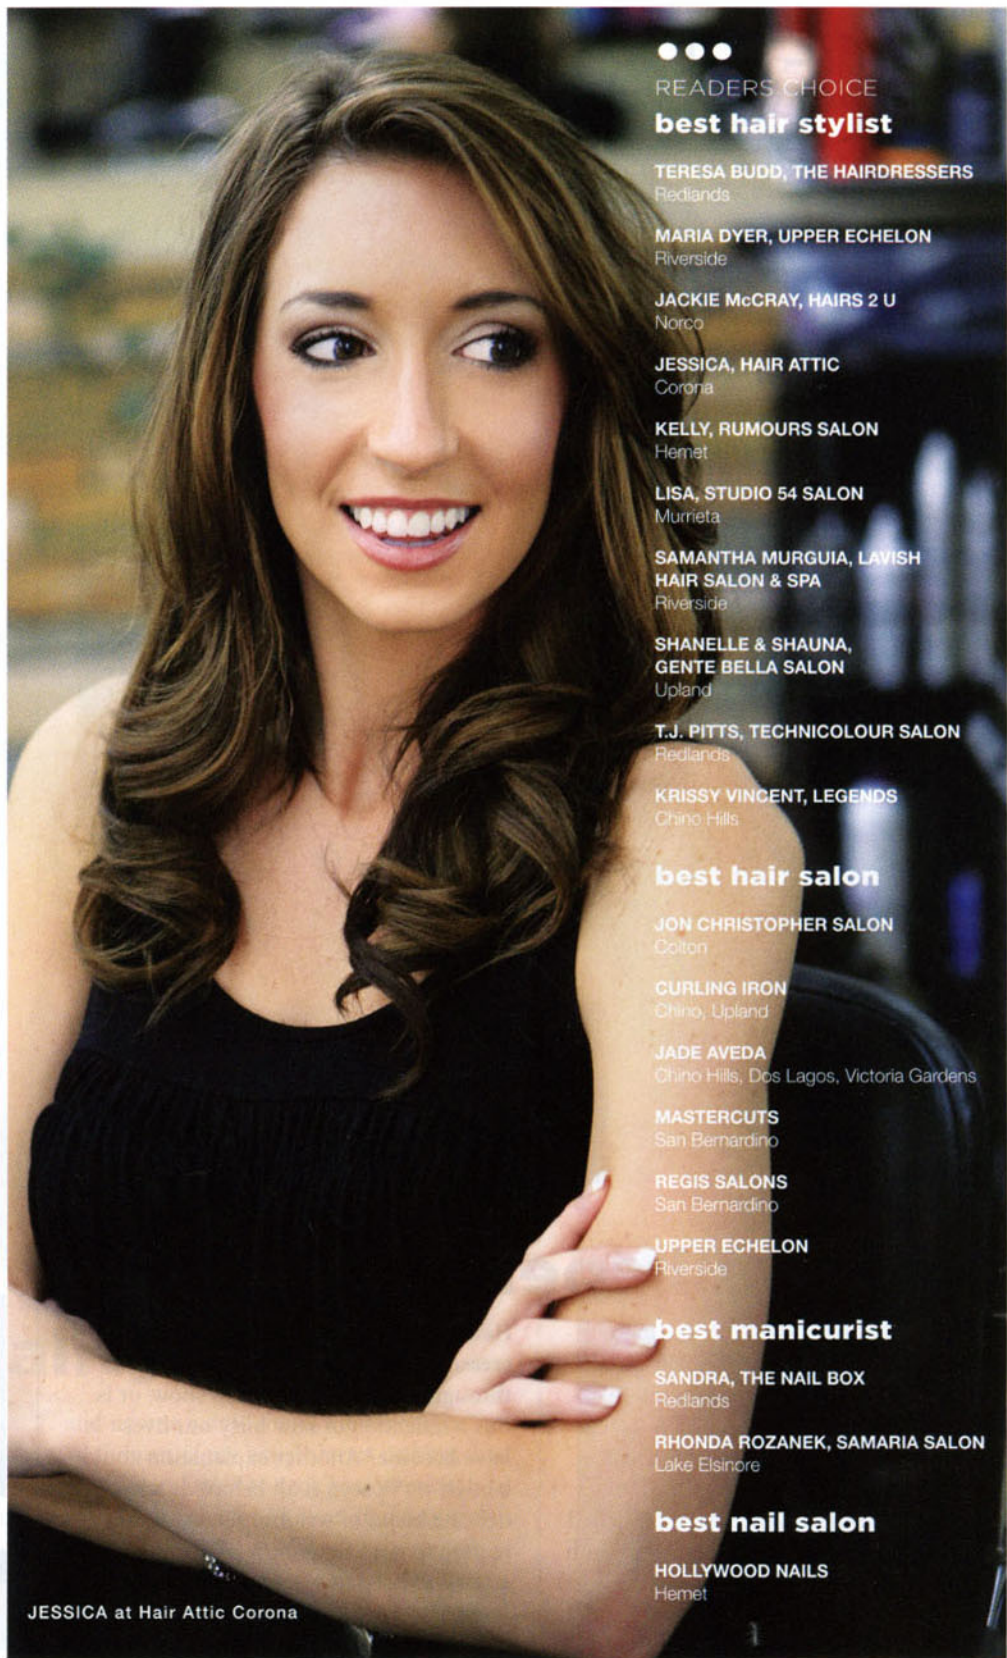 READERS CHOICE
best hair stylist
TERESA BUDD, THE HAIRDRESSERS
Redlands
MARIA DYER, UPPER ECHELON
Riverside
JACKIE McCRAY, HAIRS 2 U
Norco
JESSICA, HAIR ATTIC
Corona
KELLY, RUMOURS SALON
Hemet
LISA, STUDIO 54 SALON
Murrieta
SAMANTHA MURGUIA, LAVISH
HAIR SALON & SPA
Riverside
SHANELLE & SHAUNA,
GENTE BELLA SALON
Upland
T.J. PITTS, TECHNICOLOUR SALON
Redlands
KRISSY VINCENT, LEGENDS
Chino Hills
best hair salon
JON CHRISTOPHER SALON
Colton
CURLING IRON
Chino, Upland
JADE AVEDA
Chino Hills, Dos Lagos, Victoria Gardens
MASTERCUTS
San Bernardino
REGIS SALONS
San Bernardino
UPPER ECHELON
Riverside
best manicurist
SANDRA, THE NAIL BOX
Redlands
RHONDA ROZANEK, SAMARIA SALON
Lake Elsinore
best nail salon
HOLLYWOOD NAILS
Hemet
JESSICA at Hair Attic Corona